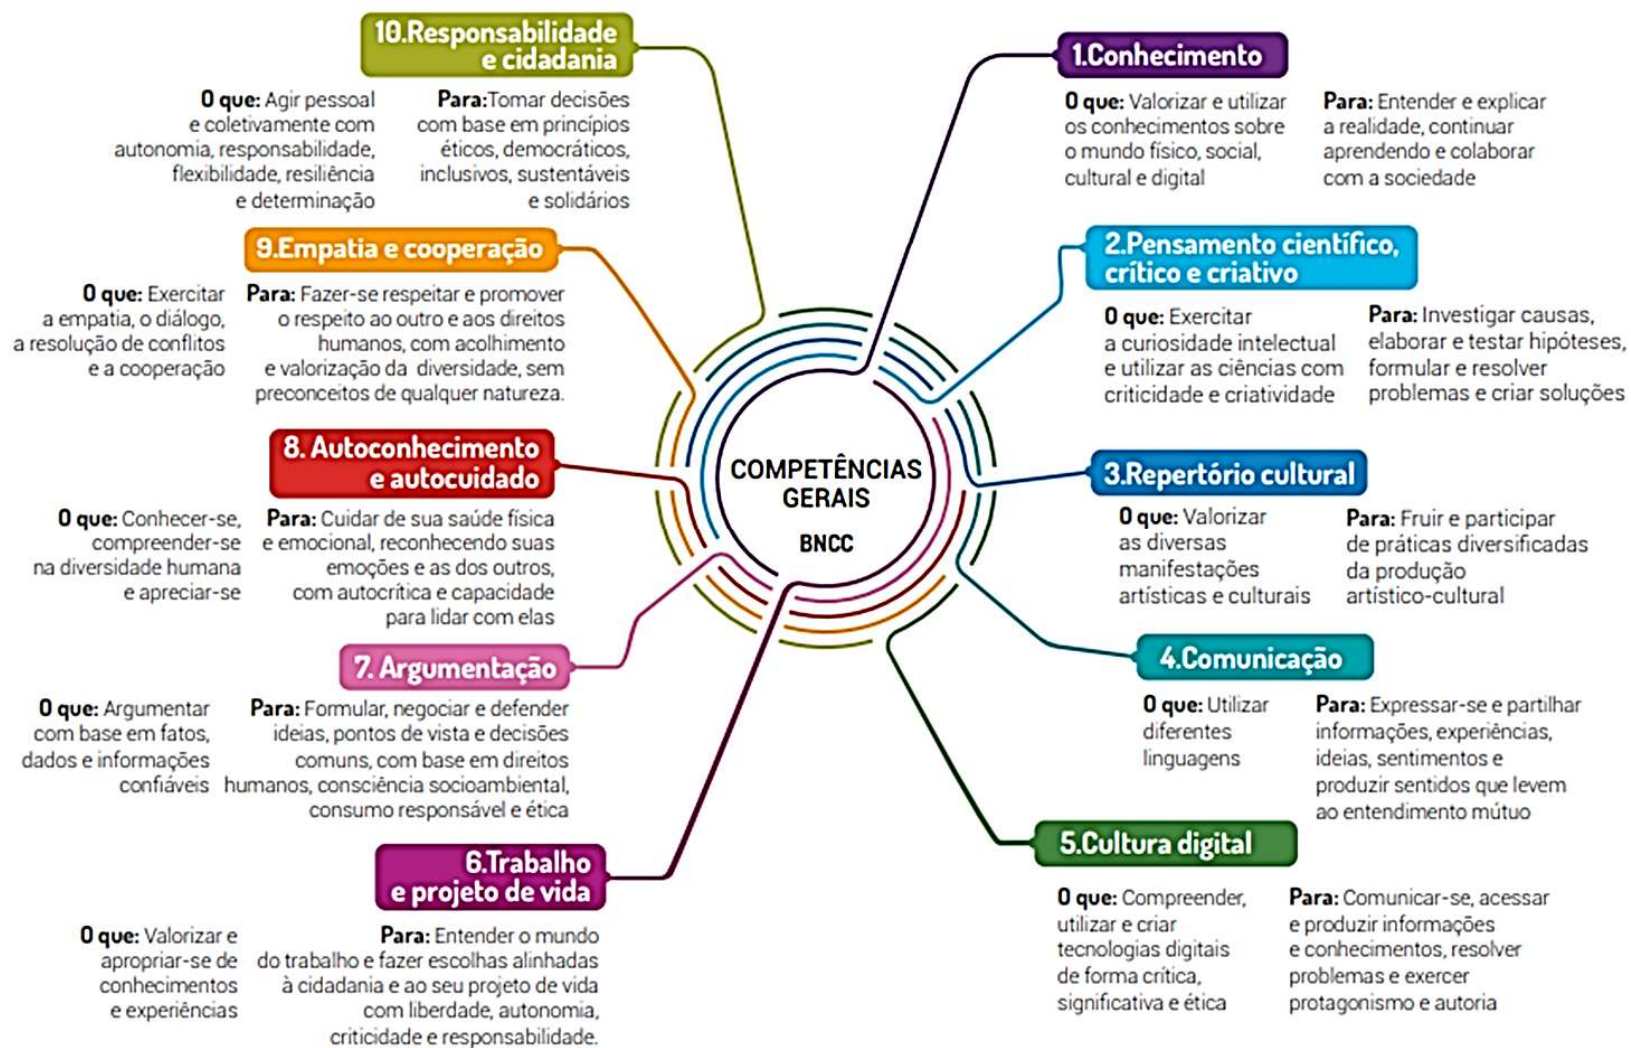 COMPETÊNCIAS
GERAIS
BNCC
1.Conhecimento
O que: Valorizar e utilizar
os conhecimentos sobre
o mundo físico, social,
cultural e digital
Para: Entender e explicar
a realidade, continuar
aprendendo e colaborar
com a sociedade
2.Pensamento científico,
crítico e criativo
O que: Exercitar
a curiosidade intelectual
e utilizar as ciências com
criticidade e criatividade
Para: Investigar causas,
elaborar e testar hipóteses,
formular e resolver
problemas e criar soluções
3.Repertório cultural
O que: Valorizar
as diversas
manifestações
artísticas e culturais
Para: Fruir e participar
de práticas diversificadas
da produção
artístico-cultural
4.Comunicação
O que: Utilizar
diferentes
linguagens
Para: Expressar-se e partilhar
informações, experiências,
ideias, sentimentos e
produzir sentidos que levem
ao entendimento mútuo
5.Cultura digital
O que: Compreender,
utilizar e criar
tecnologias digitais
de forma crítica,
significativa e ética
Para: Comunicar-se, acessar
e produzir informações
e conhecimentos, resolver
problemas e exercer
protagonismo e autoria
6.Trabalho
e projeto de vida
O que: Valorizar e
apropriar-se de
conhecimentos
e experiências
Para: Entender o mundo
do trabalho e fazer escolhas alinhadas
à cidadania e ao seu projeto de vida
com liberdade, autonomia,
criticidade e responsabilidade.
7. Argumentação
O que: Argumentar
com base em fatos,
dados e informações
confiáveis
Para: Formular, negociar e defender
ideias, pontos de vista e decisões
comuns, com base em direitos
humanos, consciência socioambiental,
consumo responsável e ética
8. Autoconhecimento
e autocuidado
O que: Conhecer-se,
compreender-se
na diversidade humana
e apreciar-se
Para: Cuidar de sua saúde física
e emocional, reconhecendo suas
emoções e as dos outros,
com autocrítica e capacidade
para lidar com elas
9.Empatia e cooperação
O que: Exercitar
a empatia, o diálogo,
a resolução de conflitos
e a cooperação
Para: Fazer-se respeitar e promover
o respeito ao outro e aos direitos
humanos, com acolhimento
e valorização da diversidade, sem
preconceitos de qualquer natureza.
10.Responsabilidade
e cidadania
O que: Agir pessoal
e coletivamente com
autonomia, responsabilidade,
flexibilidade, resiliência
e determinação
Para:Tomar decisões
com base em princípios
éticos, democráticos,
inclusivos, sustentáveis
e solidários